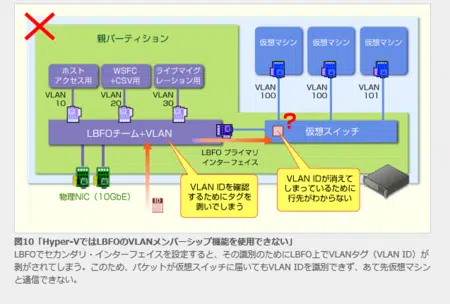 親パーティション
ホスト
アクセス用
WSFC
+CSV用
ライブマイグ
レーション用
仮想マシン
仮想マシン
仮想マシン
VLAN
10
VLAN
20
VLAN
30
VLAN
100
VLAN
100
VLAN
101
LBFOチーム+VLAN
?
仮想スイッチ
LBFO プライマリ
インターフェイス
物理NIC（10GbE）
VLAN IDを確認
するためにタグを
剥いでしまう
VLAN IDが消えて
しまっているために
行先がわからない
図10「Hyper-VではLBFOのVLANメンバーシップ機能を使用できない」
LBFOでセカンダリ・インターフェイスを設定すると、その識別のためにLBFO上でVLANタグ（VLAN ID）が
剥がされてしまう。このため、パケットが仮想スイッチに届いてもVLAN IDを識別できず、あて先仮想マシン
と通信できない。